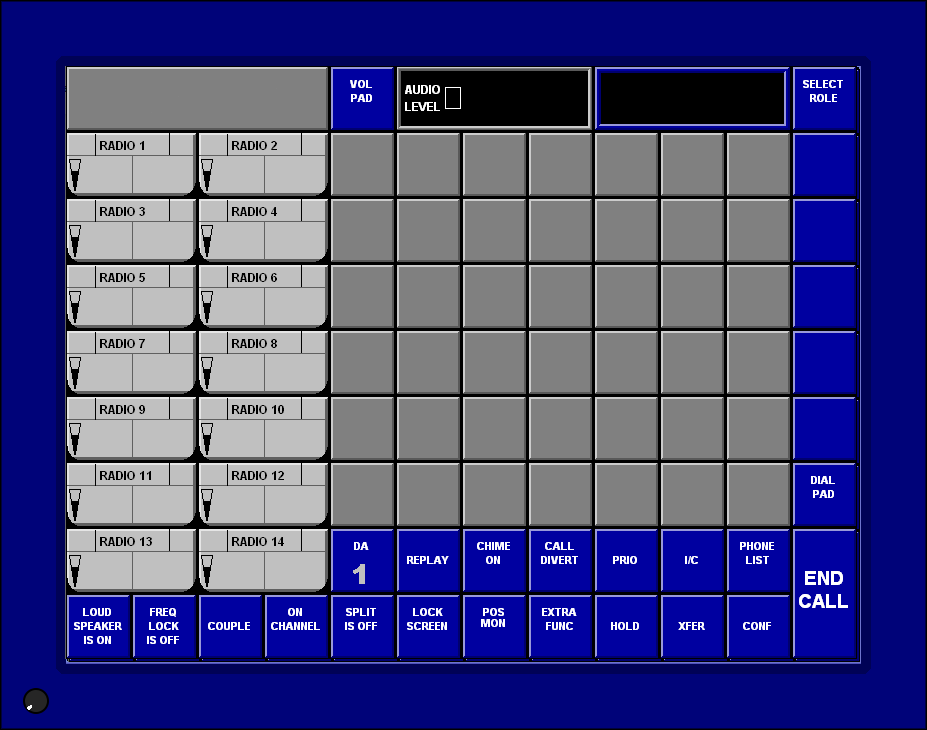 VOL
PAD
AUDIO
LEVEL
SELECT
ROLE
RADIO 1
RADIO 2
RADIO 3
RADIO 4
RADIO 5
RADIO 6
RADIO 7
RADIO 8
RADIO 9
RADIO 10
RADIO 11
RADIO 12
DIAL
PAD
RADIO 13
RADIO 14
DA
1
REPLAY
CHIME
ON
CALL
DIVERT
PRIO
I/C
PHONE
LIST
END
CALL
LOUD
SPEAKER
IS ON
FREQ
LOCK
IS OFF
COUPLE
ON
CHANNEL
SPLIT
IS OFF
LOCK
SCREEN
POS
MON
EXTRA
FUNC
HOLD
XFER
CONF